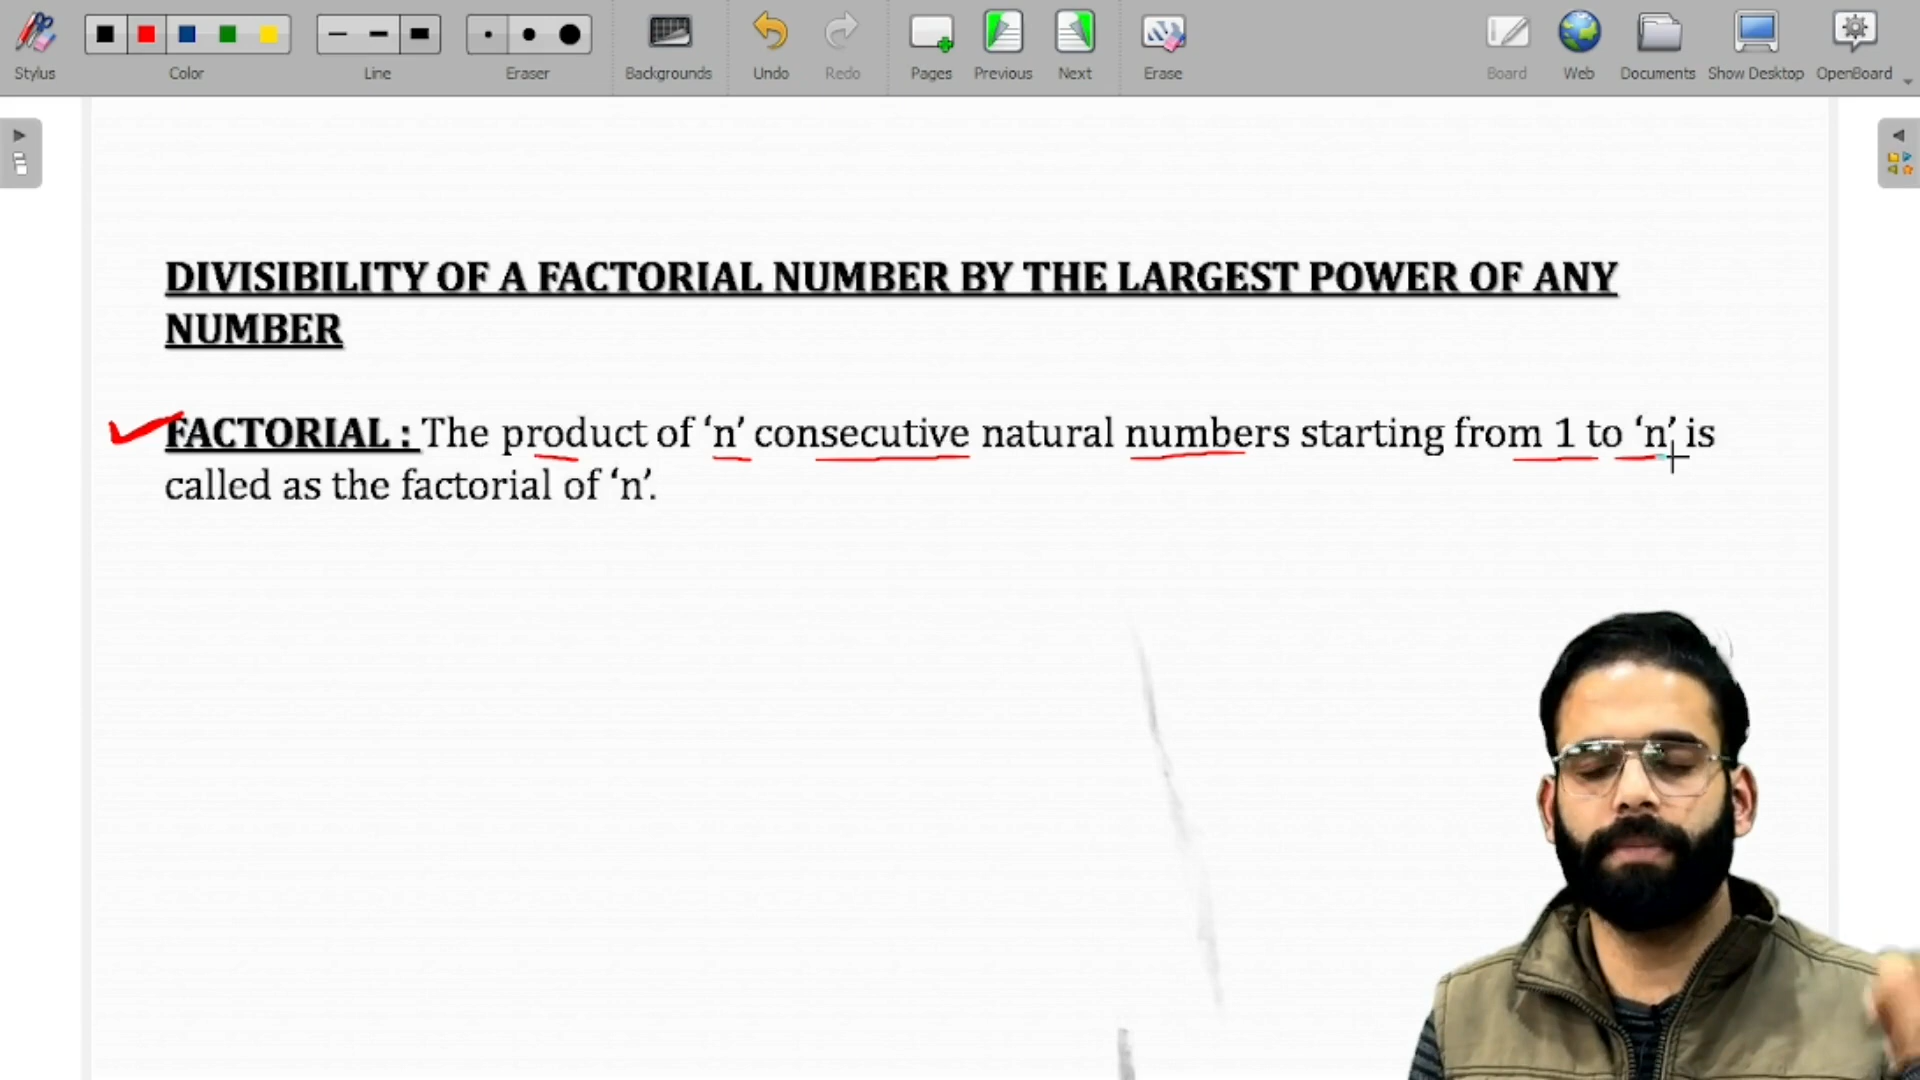 Stylus Color Line Eraser Backgrounds Undo Redo Pages Previous Next Erase Board Web Documents Show Desktop OpenBoard
DIVISIBILITY OF A FACTORIAL NUMBER BY THE LARGEST POWER OF ANY
NUMBER
FACTORIAL : The product of ‘n’ consecutive natural numbers starting from 1 to ‘n’ is
called as the factorial of ‘n’.